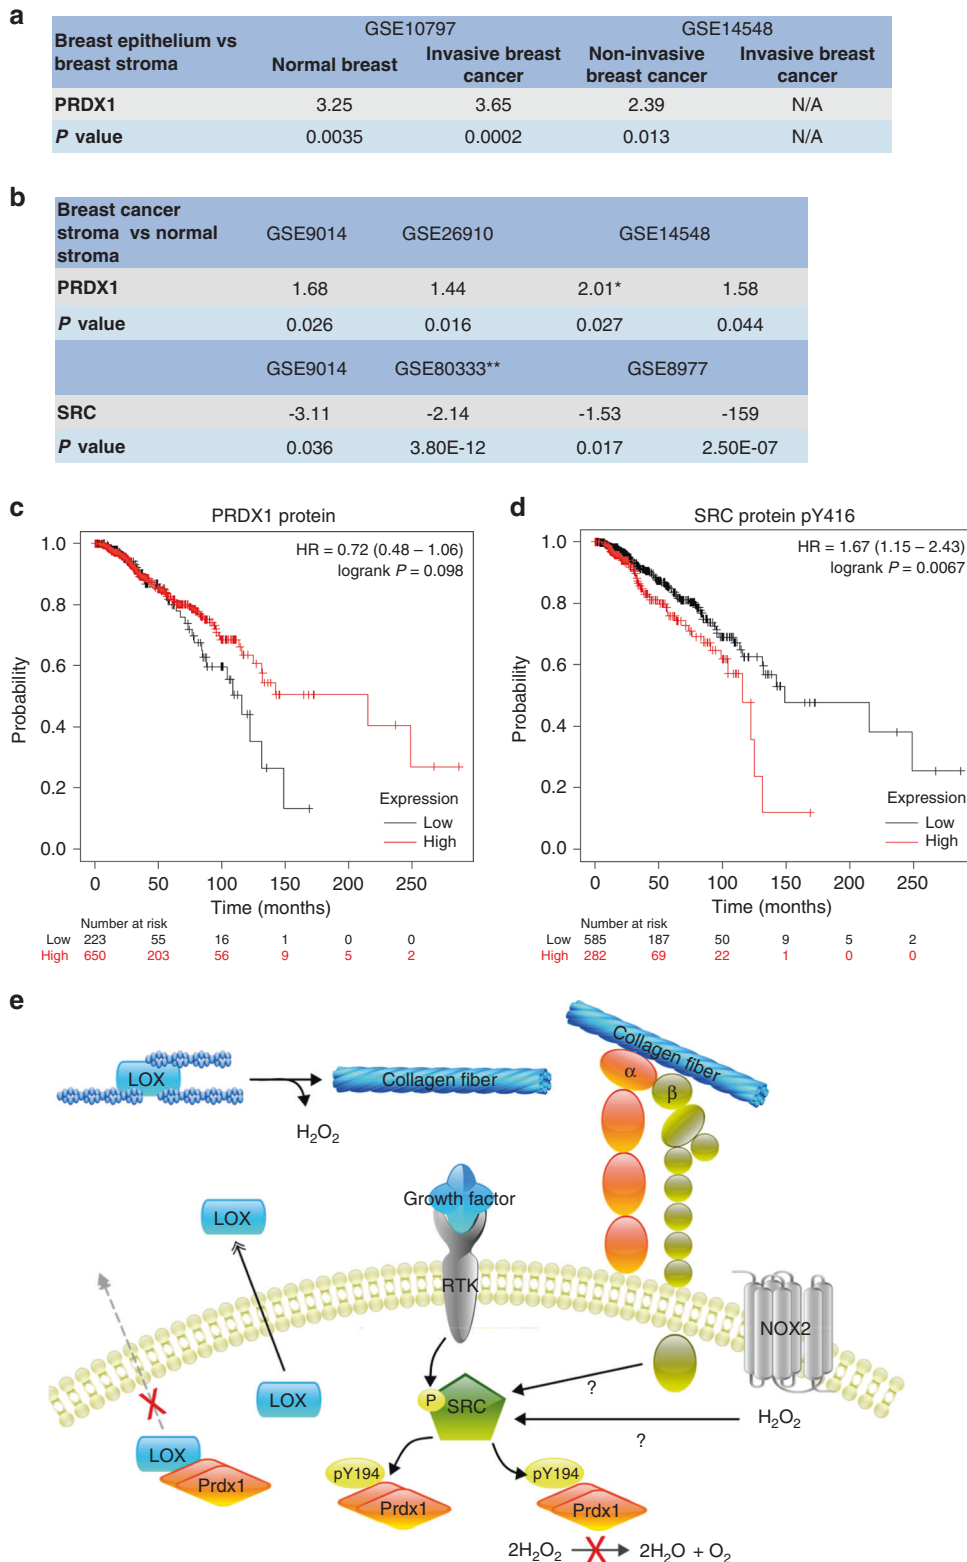 a
Breast epithelium vs breast stroma GSE10797 GSE14548
Normal breast Invasive breast cancer Non-invasive breast cancer Invasive breast cancer
PRDX1 3.25 3.65 2.39 N/A
P value 0.0035 0.0002 0.013 N/A
b
Breast cancer stroma vs normal stroma GSE9014 GSE26910 GSE14548
PRDX1 1.68 1.44 2.01* 1.58
P value 0.026 0.016 0.027 0.044
GSE9014 GSE80333** GSE8977
SRC -3.11 -2.14 -1.53 -159
P value 0.036 3.80E-12 0.017 2.50E-07
c
PRDX1 protein
HR = 0.72 (0.48 – 1.06)
logrank P = 0.098
Probability
1.0
0.8
0.6
0.4
0.2
0.0
Expression
Low
High
0 50 100 150 200 250
Time (months)
Number at risk
Low 223 55 16 1 0 0
High 650 203 56 9 5 2
d
SRC protein pY416
HR = 1.67 (1.15 – 2.43)
logrank P = 0.0067
Probability
1.0
0.8
0.6
0.4
0.2
0.0
Expression
Low
High
0 50 100 150 200 250
Time (months)
Number at risk
Low 585 187 50 9 5 2
High 282 69 22 1 0 0
e
LOX
H2O2
Collagen fiber
Collagen fiber
α
β
Growth factor
RTK
LOX
LOX
LOX
Prdx1
NOX2
H2O2
P
SRC
?
?
pY194
Prdx1
pY194
Prdx1
2H2O2 2H2O + O2